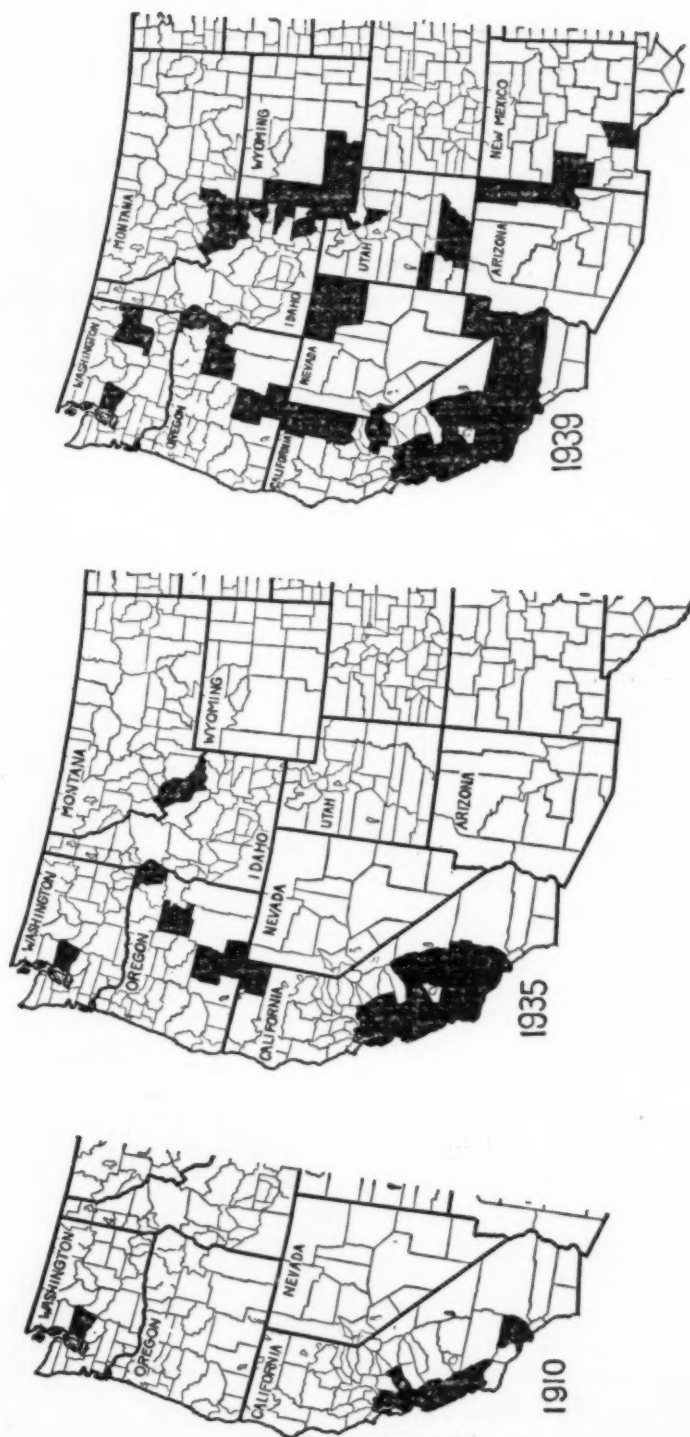 WASHINGTON
OREGON
CALIFORNIA
NEVADA
1910
WASHINGTON
MONTANA
OREGON
IDAHO
WYOMING
CALIFORNIA
NEVADA
UTAH
ARIZONA
1935
WASHINGTON
MONTANA
OREGON
IDAHO
WYOMING
CALIFORNIA
NEVADA
UTAH
ARIZONA
NEW MEXICO
1939